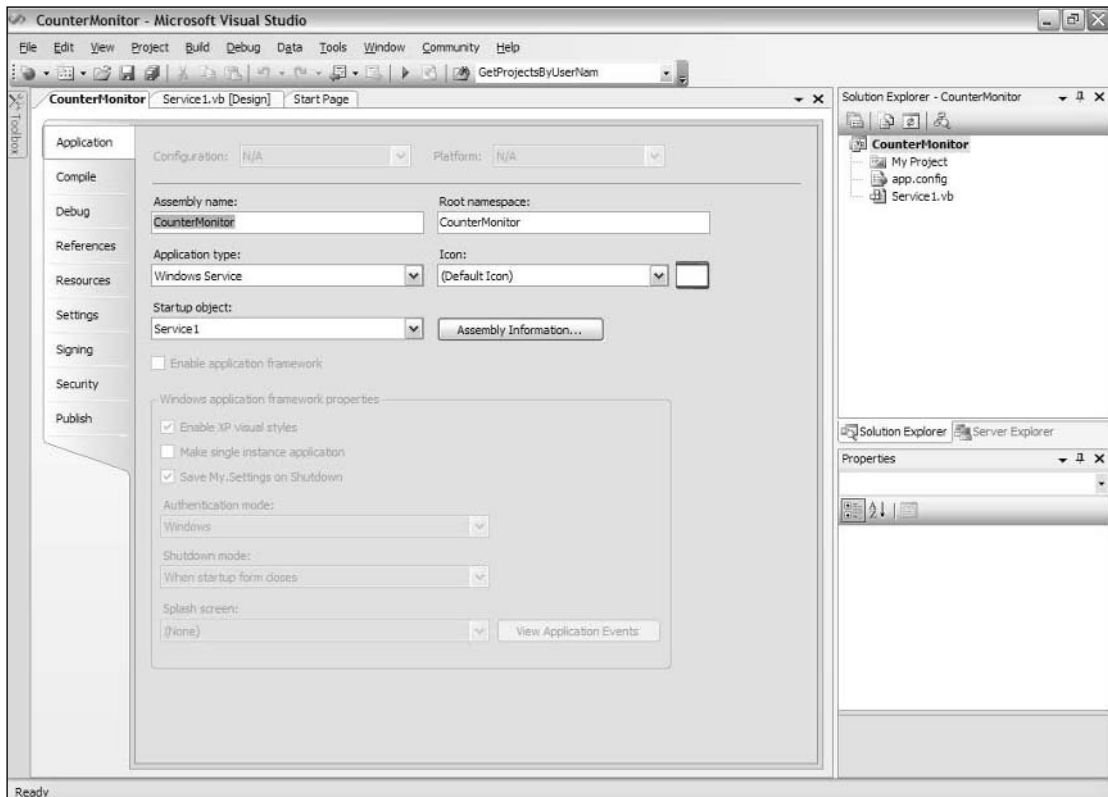 CounterMonitor - Microsoft Visual Studio
File Edit View Project Build Debug Data Tools Window Community Help
GetProjectsByUserNam
Toolbox
CounterMonitor Service1.vb [Design] Start Page
Application
Compile
Debug
References
Resources
Settings
Signing
Security
Publish
Configuration: N/A Platform: N/A
Assembly name: Root namespace:
CounterMonitor CounterMonitor
Application type: Icon:
Windows Service (Default Icon)
Startup object:
Service1 Assembly Information...
Enable application framework
Windows application framework properties
Enable XP visual styles
Make single instance application
Save My.Settings on Shutdown
Authentication mode:
Windows
Shutdown mode:
When startup form closes
Splash screen:
(None) View Application Events
Solution Explorer - CounterMonitor
CounterMonitor
My Project
app.config
Service1.vb
Solution Explorer Server Explorer
Properties
Ready